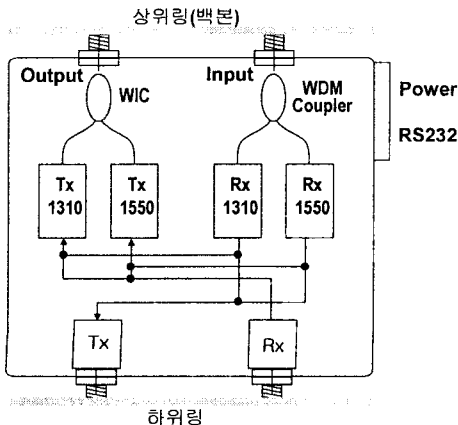 상위링(백본)
Output
Input
WIC
WDM
Coupler
Power
RS232
Tx
1310
Tx
1550
Rx
1310
Rx
1550
Tx
Rx
하위링